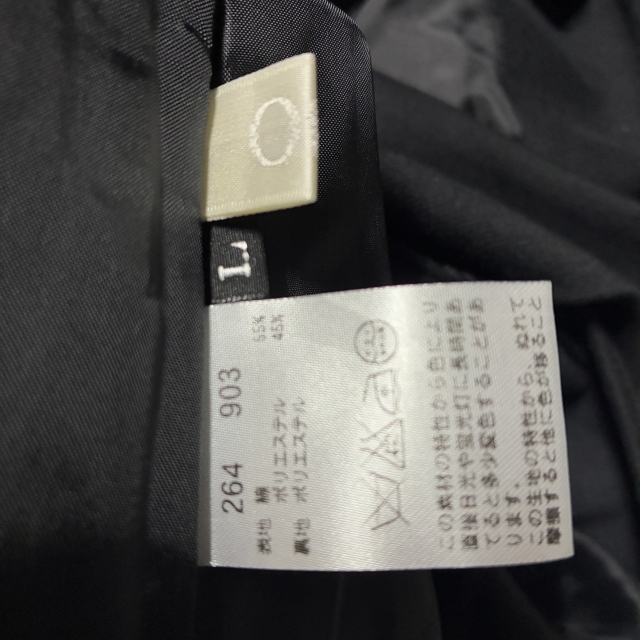 L
264 903
表地 綿 55%
ポリエステル 45%
裏地 ポリエステル
この素材の特性から色により
直接日光や蛍光灯に長時間あ
てると多少変色することがあ
ります。
この生地の特性から、ぬれて
摩擦すると他に色が移ること